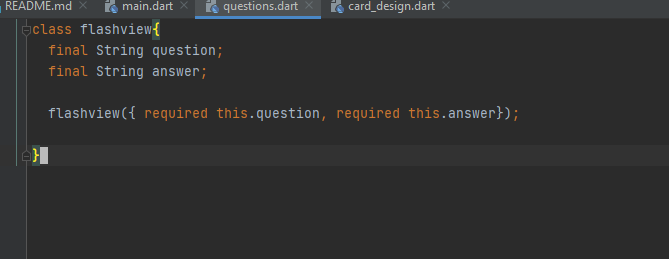 README.md main.dart questions.dart card_design.dart
class flashview{
final String question;
final String answer;
flashview({ required this.question, required this.answer});
}